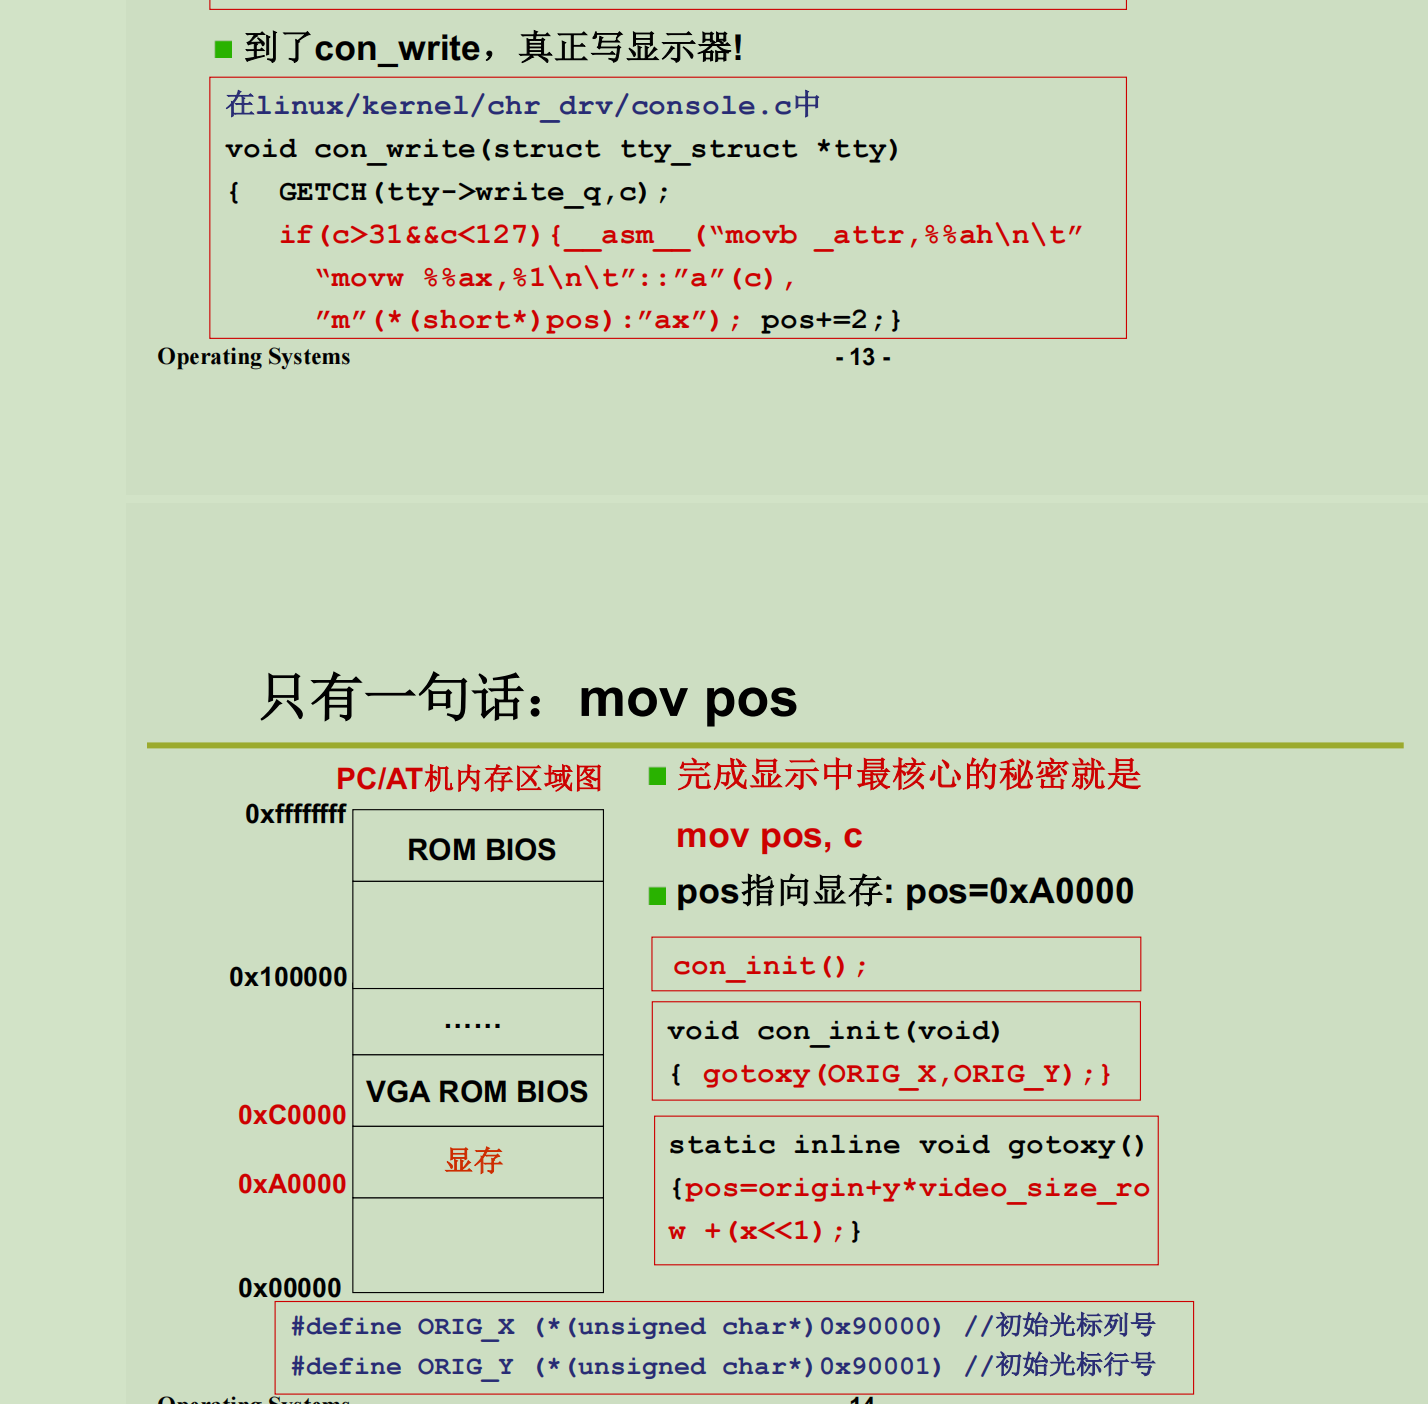 到了con_write，真正写显示器!
在linux/kernel/chr_drv/console.c中
void con_write(struct tty_struct *tty)
{  GETCH(tty->write_q,c);
if(c>31&&c<127){__asm__(“movb _attr,%%ah\n\t”
“movw %%ax,%1\n\t”::”a”(c),
”m”(*(short*)pos):”ax”); pos+=2;}
Operating Systems
- 13 -
只有一句话：mov pos
PC/AT机内存区域图
0xffffffff
ROM BIOS
0x100000
……
VGA ROM BIOS
0xC0000
显存
0xA0000
0x00000
完成显示中最核心的秘密就是
mov pos, c
pos指向显存: pos=0xA0000
con_init();
void con_init(void)
{ gotoxy(ORIG_X,ORIG_Y);}
static inline void gotoxy()
{pos=origin+y*video_size_ro
w +(x<<1);}
#define ORIG_X (*(unsigned char*)0x90000) //初始光标列号
#define ORIG_Y (*(unsigned char*)0x90001) //初始光标行号
Operating Systems
14